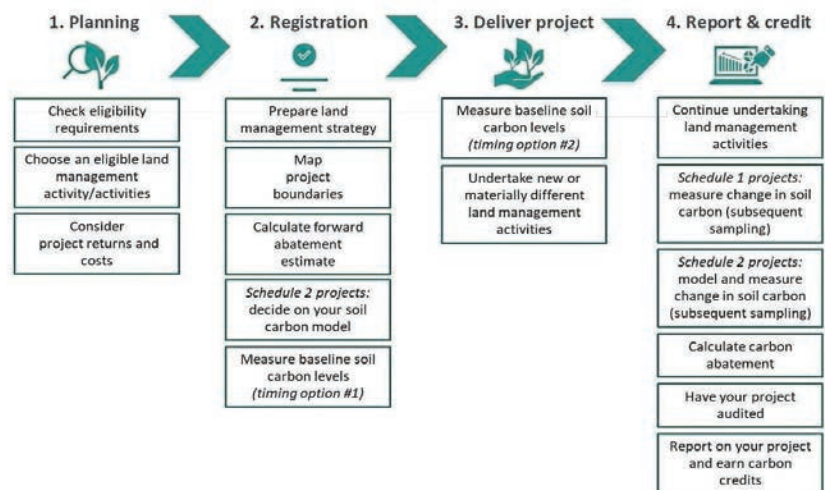 1. Planning
2. Registration
3. Deliver project
4. Report & credit
Check eligibility
requirements
Choose an eligible land
management
activity/activities
Consider
project returns and
costs
Prepare land
management strategy
Map
project
boundaries
Calculate forward
abatement
estimate
Schedule 2 projects:
decide on your soil
carbon model
Measure baseline soil
carbon levels
(timing option #1)
Measure baseline soil
carbon levels
(timing option #2)
Undertake new or
materially different
land management
activities
Continue undertaking
land management
activities
Schedule 1 projects:
measure change in soil
carbon (subsequent
sampling)
Schedule 2 projects:
model and measure
change in soil carbon
(subsequent sampling)
Calculate carbon
abatement
Have your project
audited
Report on your project
and earn carbon
credits